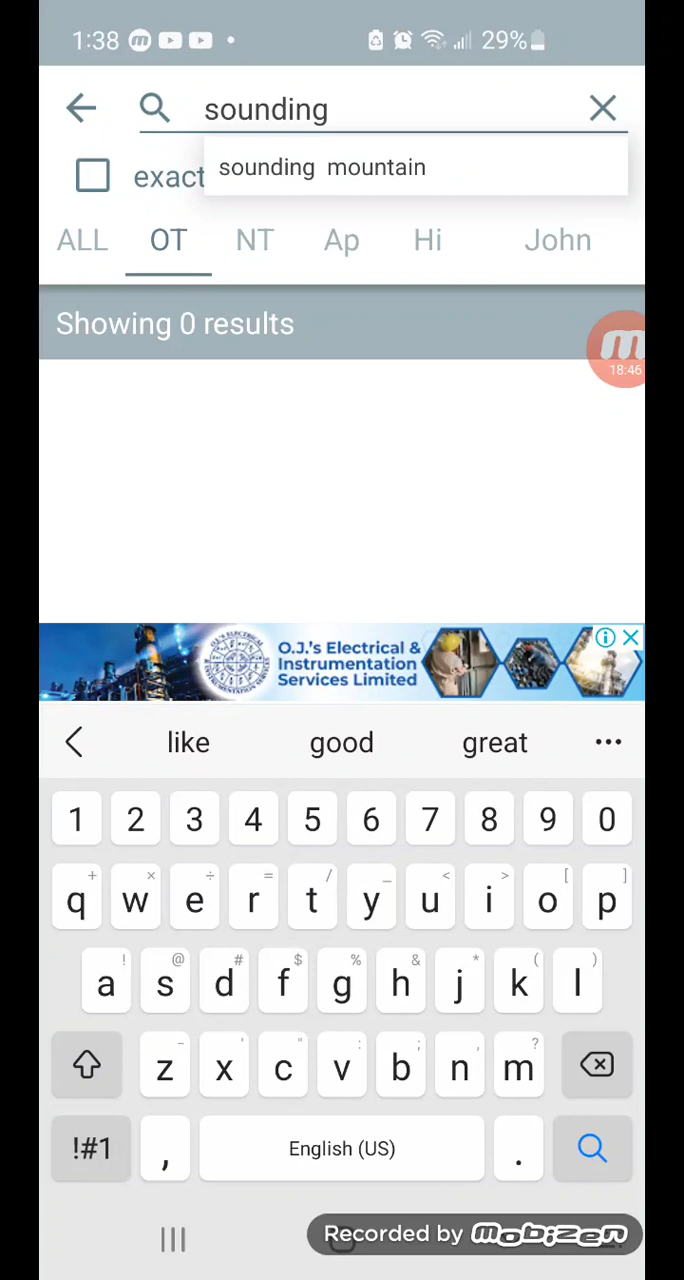 1:38 29%
sounding
sounding mountain
exact
ALL OT NT Ap Hi John
Showing 0 results
18:46
O.J.'s Electrical &
Instrumentation
Services Limited
like good great
1 2 3 4 5 6 7 8 9 0
+ × ÷ = / _ < > [ ]
q w e r t y u i o p
! @ # $ % & * ( )
a s d f g h j k l
- ' " : ; , ?
z x c v b n m
!#1 , English (US) .
Recorded by mobizen